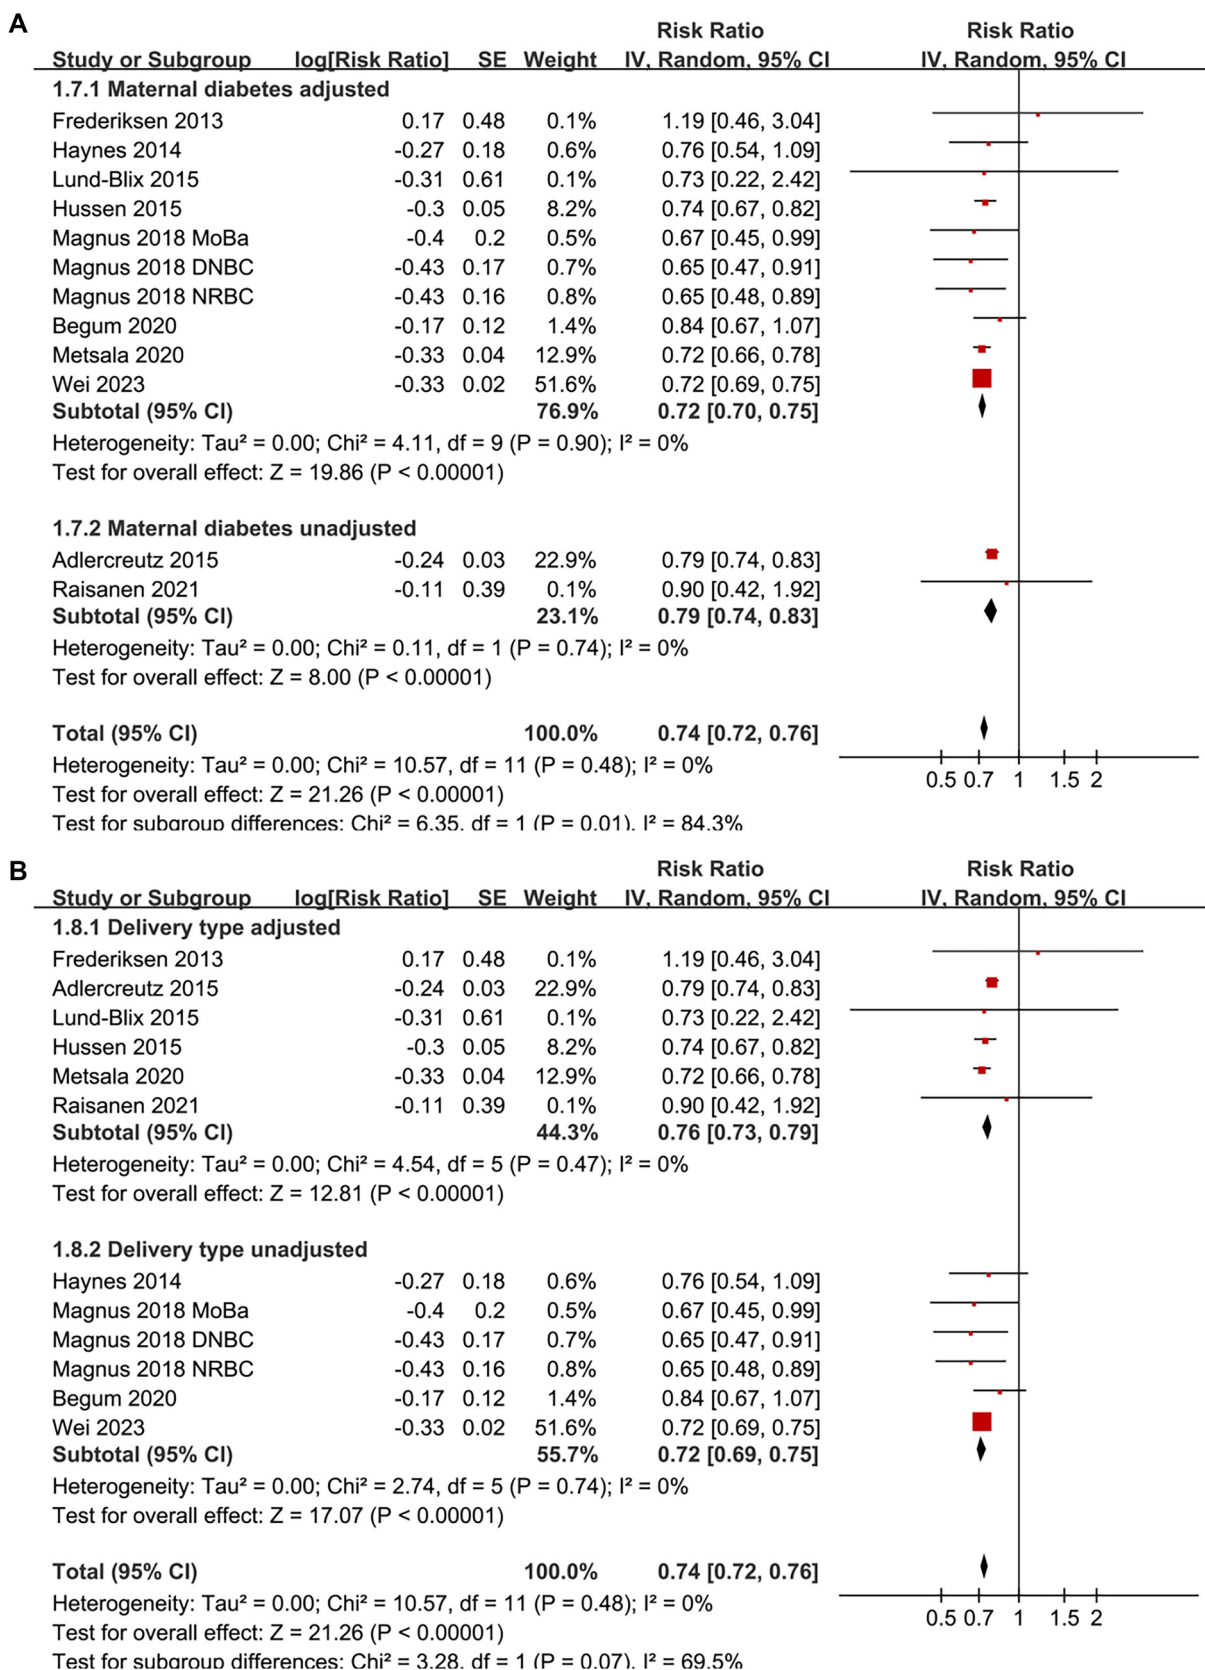 A
Risk Ratio Risk Ratio
Study or Subgroup log[Risk Ratio] SE Weight IV, Random, 95% CI IV, Random, 95% CI
1.7.1 Maternal diabetes adjusted
Frederiksen 2013 0.17 0.48 0.1% 1.19 [0.46, 3.04]
Haynes 2014 -0.27 0.18 0.6% 0.76 [0.54, 1.09]
Lund-Blix 2015 -0.31 0.61 0.1% 0.73 [0.22, 2.42]
Hussen 2015 -0.3 0.05 8.2% 0.74 [0.67, 0.82]
Magnus 2018 MoBa -0.4 0.2 0.5% 0.67 [0.45, 0.99]
Magnus 2018 DNBC -0.43 0.17 0.7% 0.65 [0.47, 0.91]
Magnus 2018 NRBC -0.43 0.16 0.8% 0.65 [0.48, 0.89]
Begum 2020 -0.17 0.12 1.4% 0.84 [0.67, 1.07]
Metsala 2020 -0.33 0.04 12.9% 0.72 [0.66, 0.78]
Wei 2023 -0.33 0.02 51.6% 0.72 [0.69, 0.75]
Subtotal (95% CI) 76.9% 0.72 [0.70, 0.75]
Heterogeneity: Tau² = 0.00; Chi² = 4.11, df = 9 (P = 0.90); I² = 0%
Test for overall effect: Z = 19.86 (P < 0.00001)
1.7.2 Maternal diabetes unadjusted
Adlercreutz 2015 -0.24 0.03 22.9% 0.79 [0.74, 0.83]
Raisanen 2021 -0.11 0.39 0.1% 0.90 [0.42, 1.92]
Subtotal (95% CI) 23.1% 0.79 [0.74, 0.83]
Heterogeneity: Tau² = 0.00; Chi² = 0.11, df = 1 (P = 0.74); I² = 0%
Test for overall effect: Z = 8.00 (P < 0.00001)
Total (95% CI) 100.0% 0.74 [0.72, 0.76]
Heterogeneity: Tau² = 0.00; Chi² = 10.57, df = 11 (P = 0.48); I² = 0%
0.5 0.7 1 1.5 2
Test for overall effect: Z = 21.26 (P < 0.00001)
Test for subgroup differences: Chi² = 6.35, df = 1 (P = 0.01), I² = 84.3%
B
Risk Ratio Risk Ratio
Study or Subgroup log[Risk Ratio] SE Weight IV, Random, 95% CI IV, Random, 95% CI
1.8.1 Delivery type adjusted
Frederiksen 2013 0.17 0.48 0.1% 1.19 [0.46, 3.04]
Adlercreutz 2015 -0.24 0.03 22.9% 0.79 [0.74, 0.83]
Lund-Blix 2015 -0.31 0.61 0.1% 0.73 [0.22, 2.42]
Hussen 2015 -0.3 0.05 8.2% 0.74 [0.67, 0.82]
Metsala 2020 -0.33 0.04 12.9% 0.72 [0.66, 0.78]
Raisanen 2021 -0.11 0.39 0.1% 0.90 [0.42, 1.92]
Subtotal (95% CI) 44.3% 0.76 [0.73, 0.79]
Heterogeneity: Tau² = 0.00; Chi² = 4.54, df = 5 (P = 0.47); I² = 0%
Test for overall effect: Z = 12.81 (P < 0.00001)
1.8.2 Delivery type unadjusted
Haynes 2014 -0.27 0.18 0.6% 0.76 [0.54, 1.09]
Magnus 2018 MoBa -0.4 0.2 0.5% 0.67 [0.45, 0.99]
Magnus 2018 DNBC -0.43 0.17 0.7% 0.65 [0.47, 0.91]
Magnus 2018 NRBC -0.43 0.16 0.8% 0.65 [0.48, 0.89]
Begum 2020 -0.17 0.12 1.4% 0.84 [0.67, 1.07]
Wei 2023 -0.33 0.02 51.6% 0.72 [0.69, 0.75]
Subtotal (95% CI) 55.7% 0.72 [0.69, 0.75]
Heterogeneity: Tau² = 0.00; Chi² = 2.74, df = 5 (P = 0.74); I² = 0%
Test for overall effect: Z = 17.07 (P < 0.00001)
Total (95% CI) 100.0% 0.74 [0.72, 0.76]
Heterogeneity: Tau² = 0.00; Chi² = 10.57, df = 11 (P = 0.48); I² = 0%
0.5 0.7 1 1.5 2
Test for overall effect: Z = 21.26 (P < 0.00001)
Test for subgroup differences: Chi² = 3.28, df = 1 (P = 0.07), I² = 69.5%